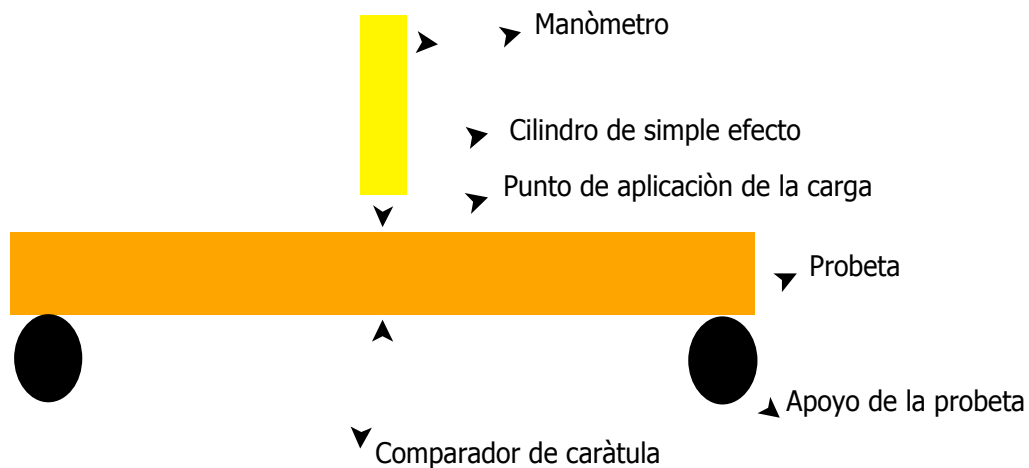 Manòmetro
Cilindro de simple efecto
Punto de aplicaciòn de la carga
Probeta
Apoyo de la probeta
Comparador de caràtula